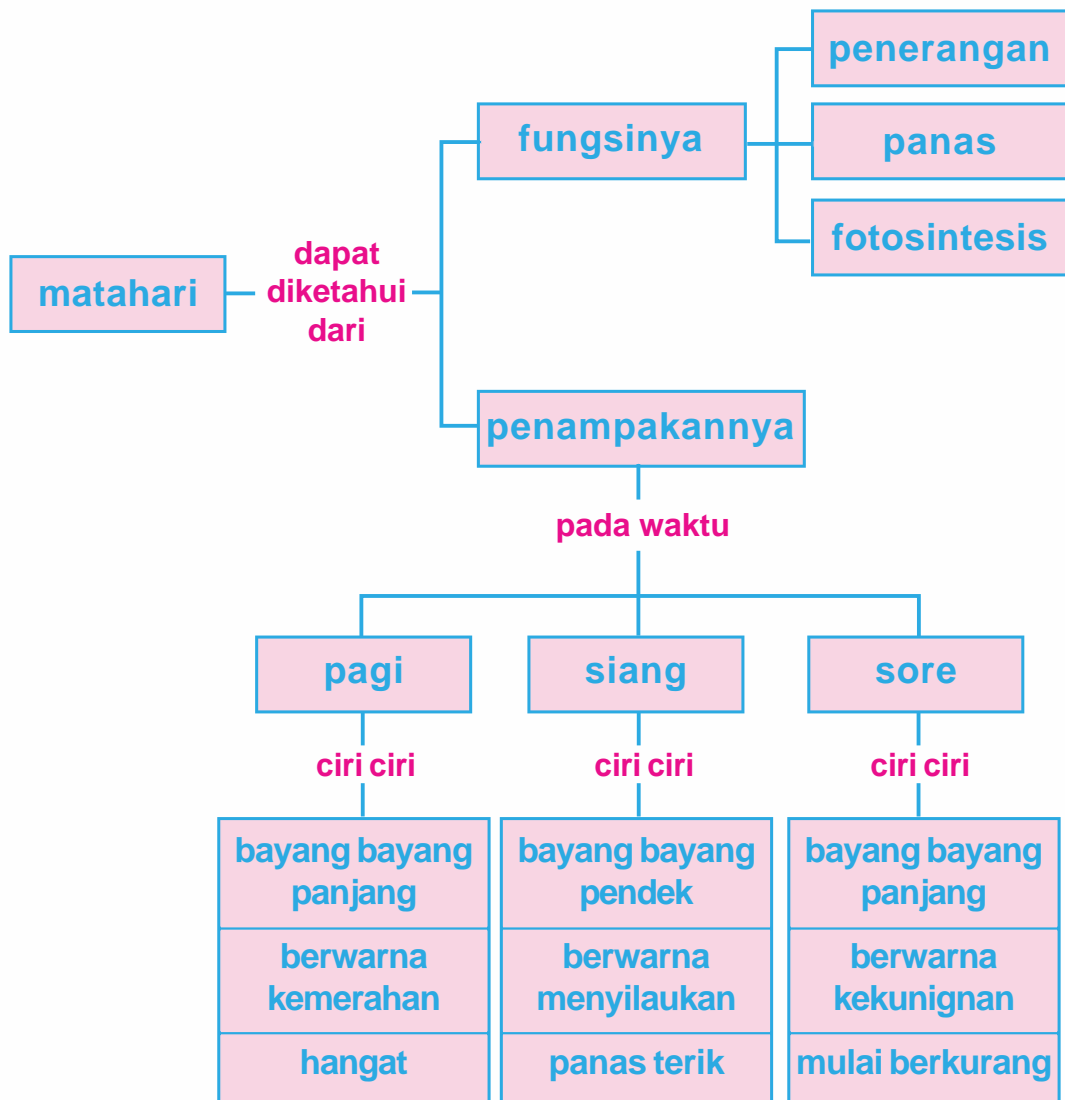 penerangan
fungsinya
panas
fotosintesis
matahari
dapat
diketahui
dari
penampakannya
pada waktu
pagi
siang
sore
ciri ciri
ciri ciri
ciri ciri
bayang bayang
panjang
berwarna
kemerahan
hangat
bayang bayang
pendek
berwarna
menyilaukan
panas terik
bayang bayang
panjang
berwarna
kekunignan
mulai berkurang